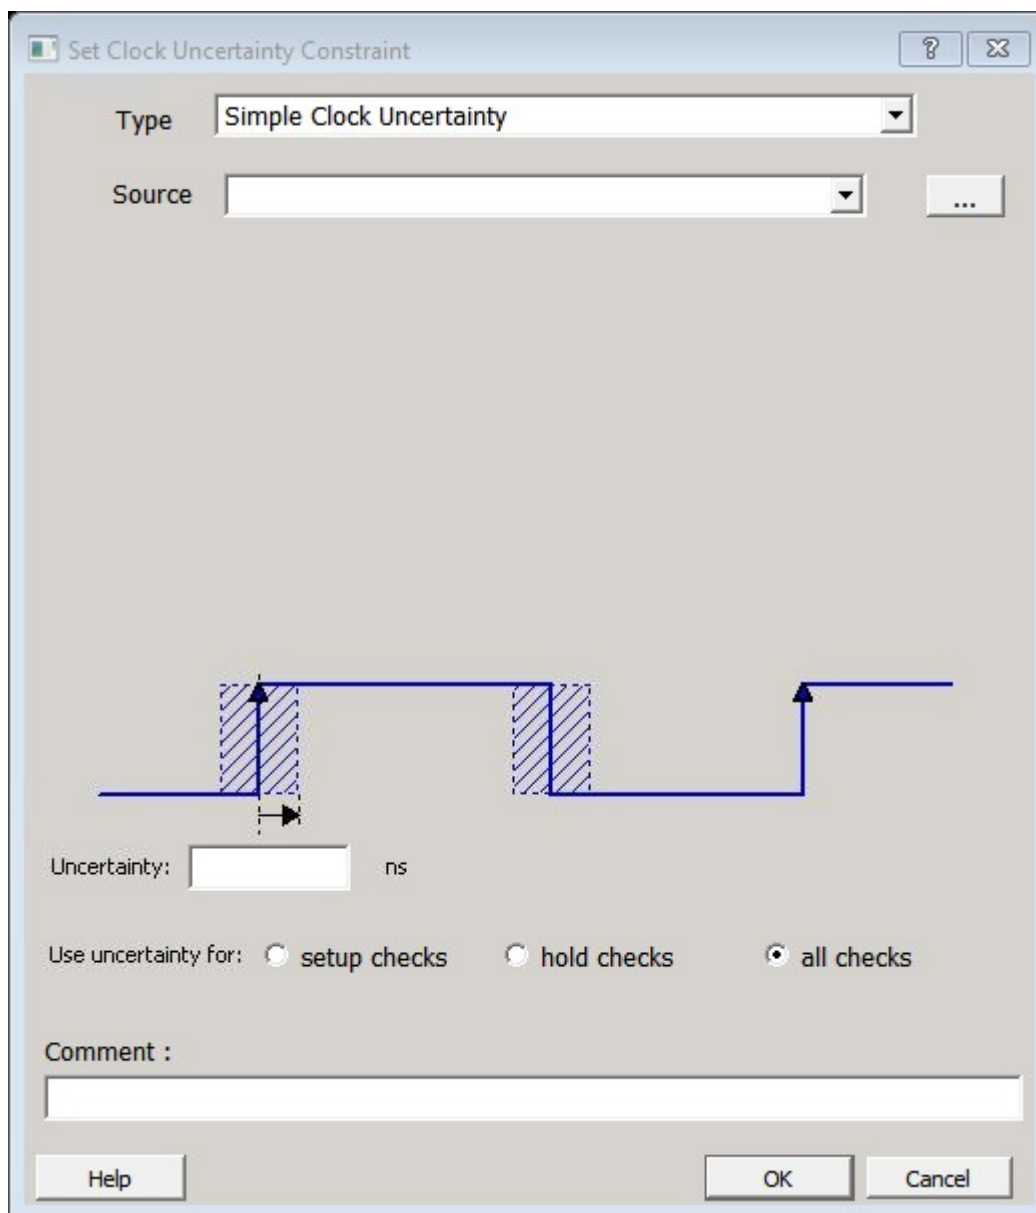 Set Clock Uncertainty Constraint
Type Simple Clock Uncertainty
Source ...
Uncertainty: ns
Use uncertainty for: setup checks hold checks all checks
Comment :
Help OK Cancel